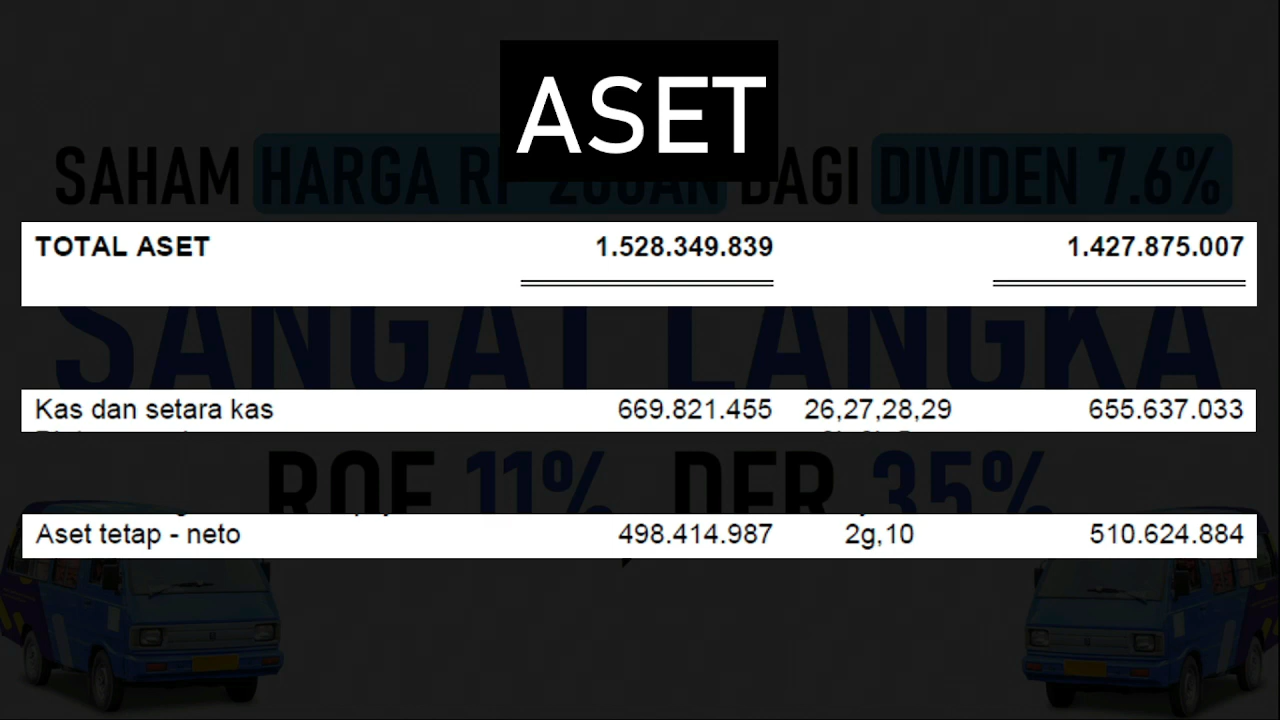 ASET
SAHAM HARGA RP 200AN BAGI DIVIDEN 7.6%
TOTAL ASET 1.528.349.839 1.427.875.007
SANGAT LANGKA
Kas dan setara kas 669.821.455 26,27,28,29 655.637.033
ROE 11% DER 35%
Aset tetap - neto 498.414.987 2g,10 510.624.884